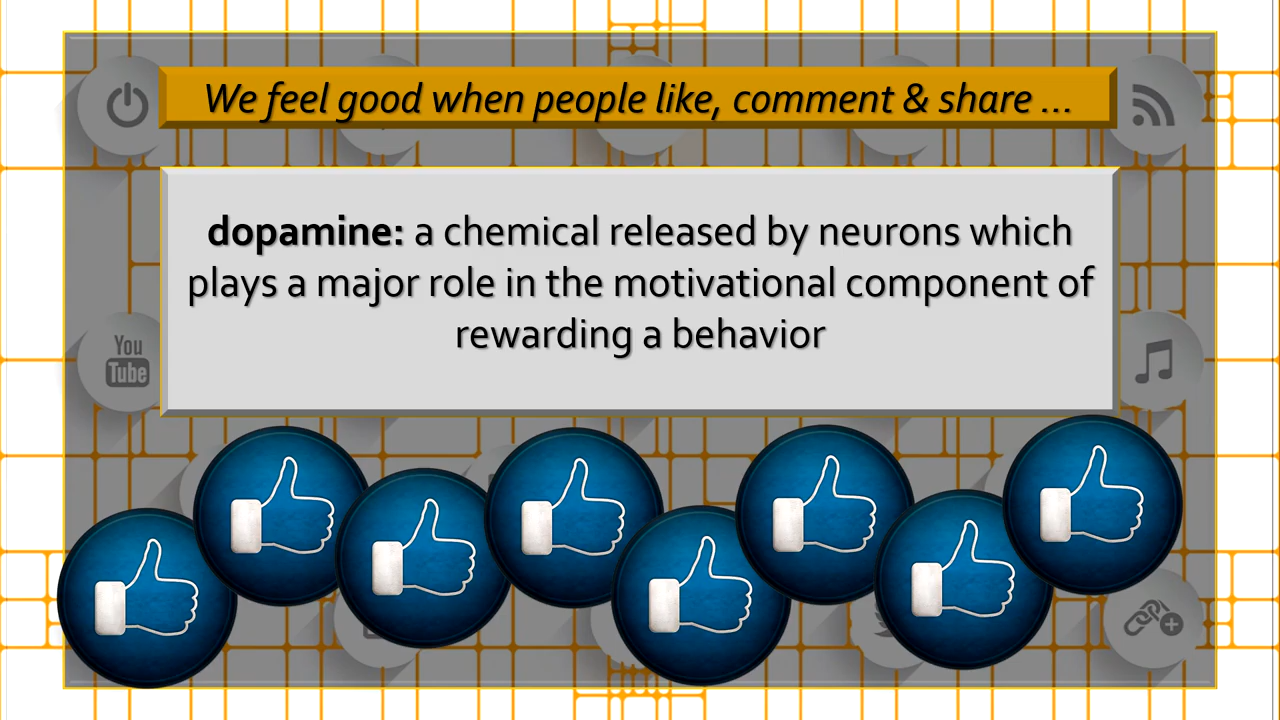 We feel good when people like, comment & share ...
dopamine: a chemical released by neurons which
plays a major role in the motivational component of
rewarding a behavior
You
Tube